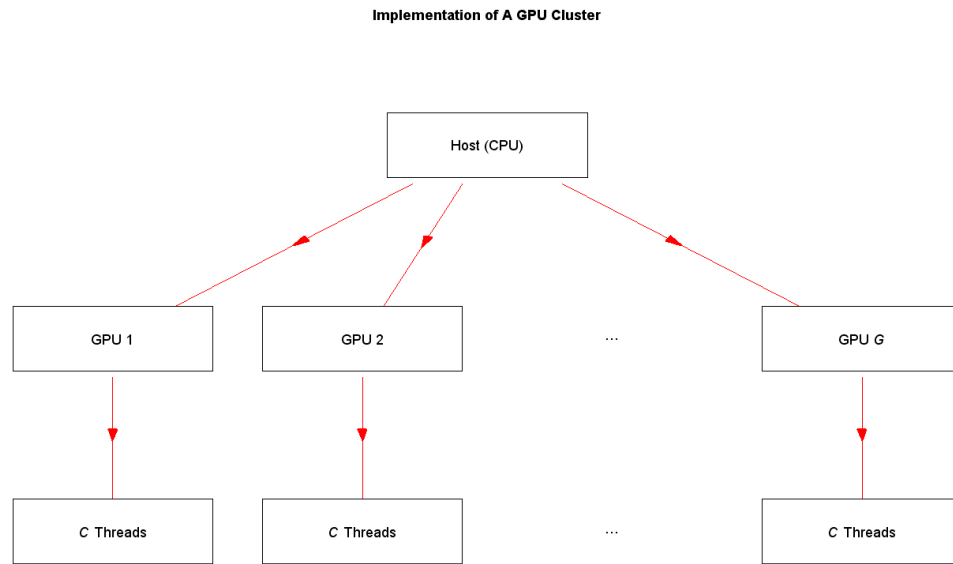 Implementation of A GPU Cluster
Host (CPU)
GPU 1
GPU 2
...
GPU G
C Threads
C Threads
...
C Threads